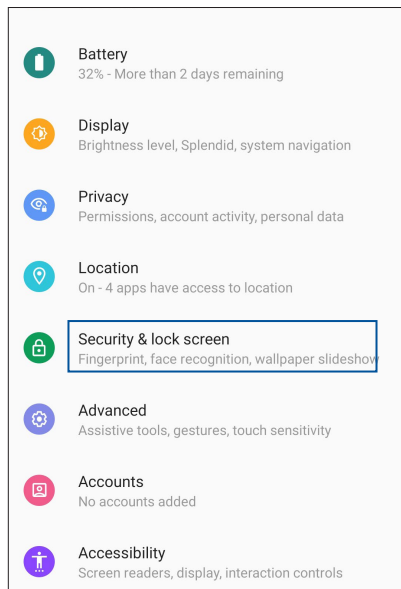 Battery
32% - More than 2 days remaining
Display
Brightness level, Splendid, system navigation
Privacy
Permissions, account activity, personal data
Location
On - 4 apps have access to location
Security & lock screen
Fingerprint, face recognition, wallpaper slideshow
Advanced
Assistive tools, gestures, touch sensitivity
Accounts
No accounts added
Accessibility
Screen readers, display, interaction controls